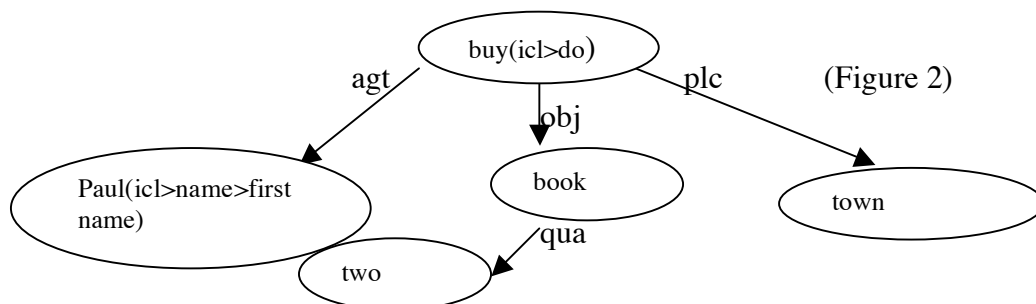 buy(icl>do)
agt
plc
(Figure 2)
obj
Paul(icl>name>first
name)
book
town
qua
two